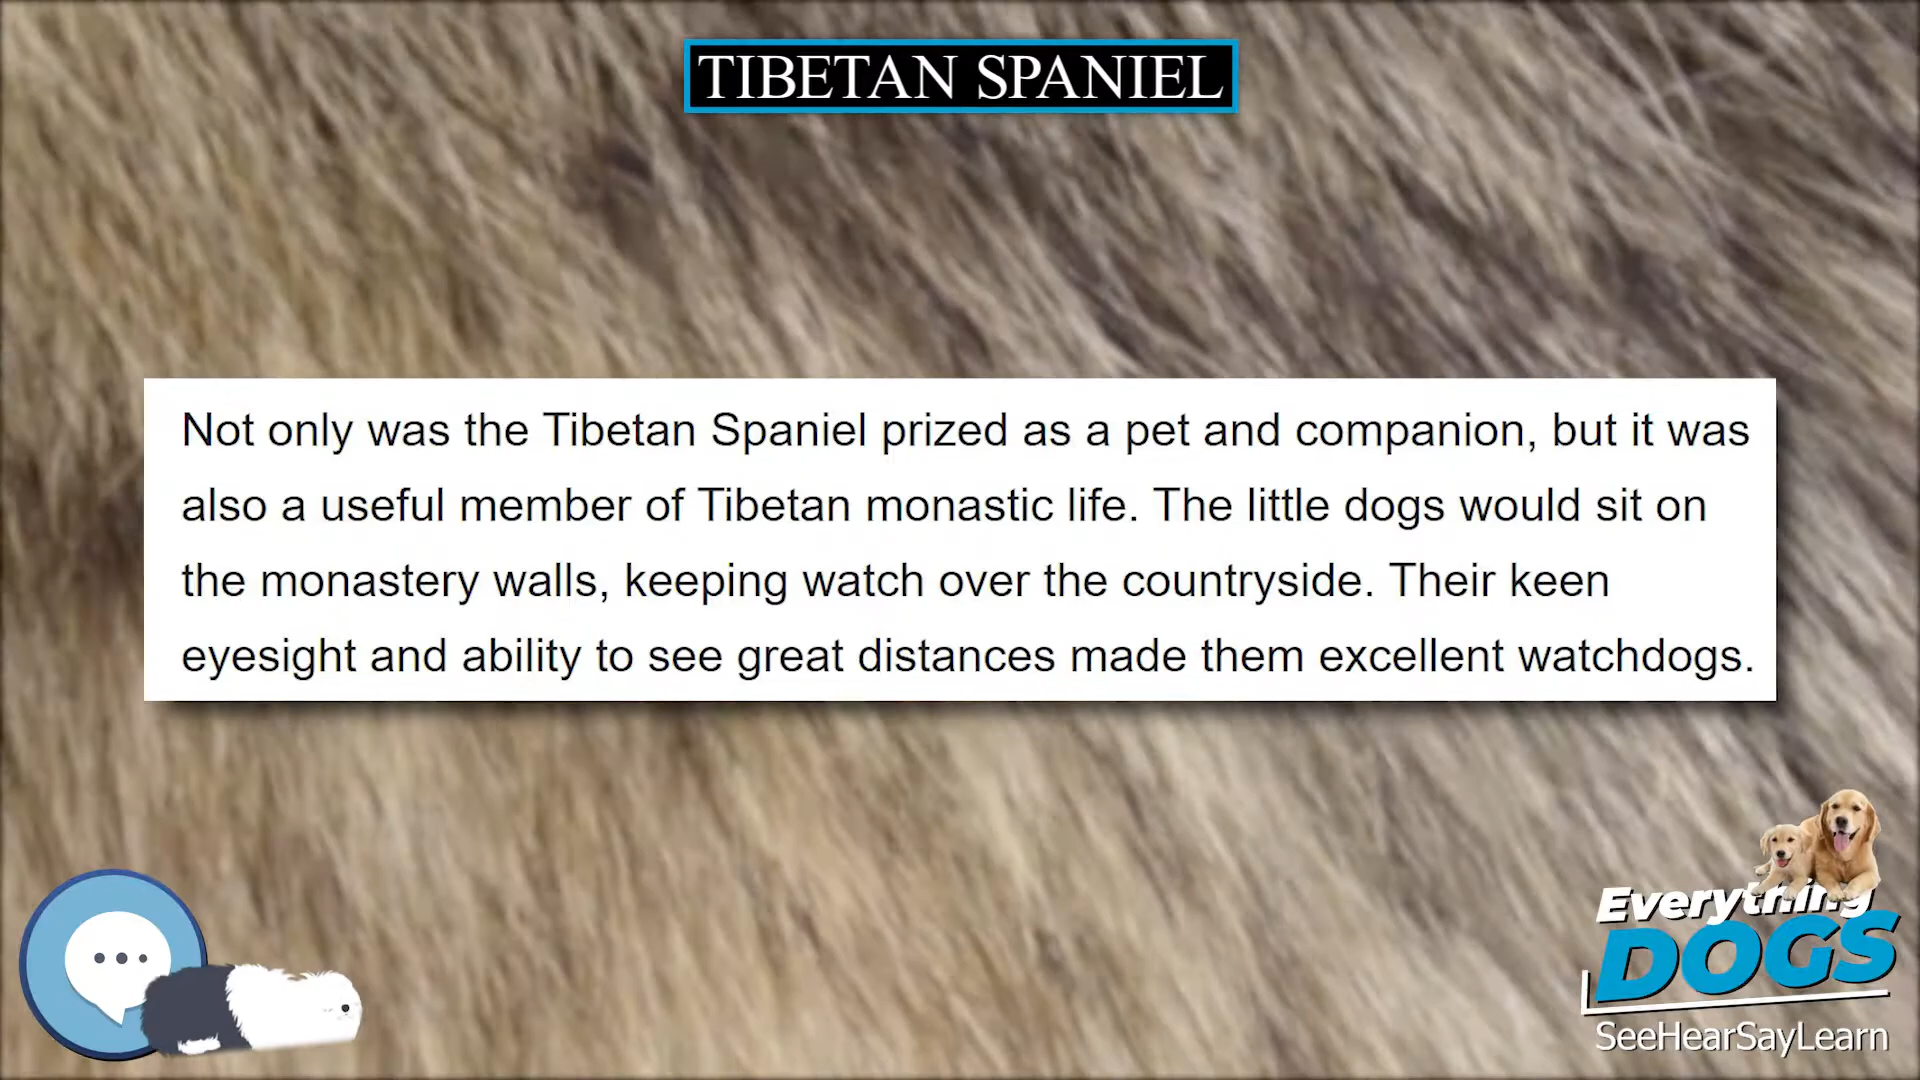 TIBETAN SPANIEL
Not only was the Tibetan Spaniel prized as a pet and companion, but it was
also a useful member of Tibetan monastic life. The little dogs would sit on
the monastery walls, keeping watch over the countryside. Their keen
eyesight and ability to see great distances made them excellent watchdogs.
Everything
DOGS
SeeHearSayLearn